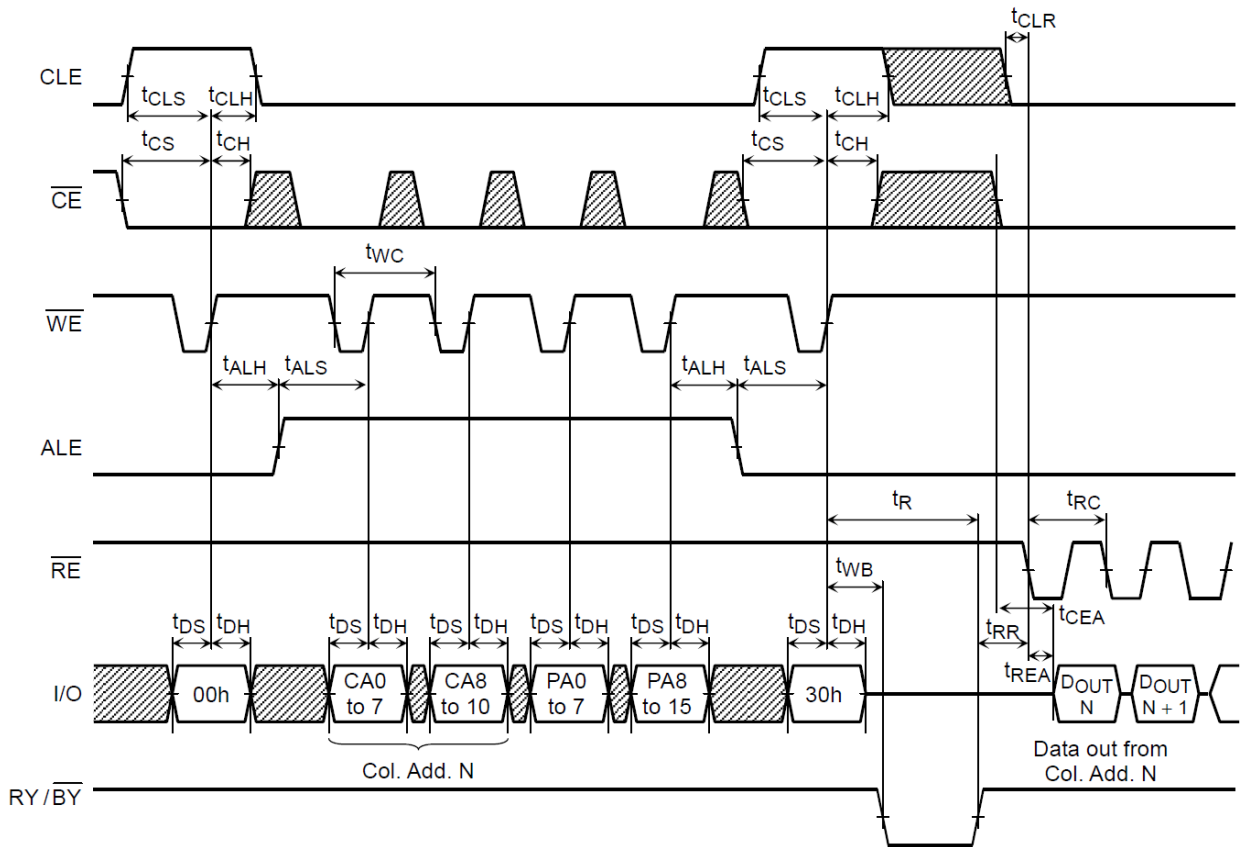 tCLR
CLE
tCLS tCLH tCLS tCLH
tCS tCH tCS tCH
CE
tWC
WE
tALH tALS tALH tALS
ALE
tR tRC
RE
tWB
tCEA
tDS tDH tDS tDH tDS tDH tDS tDH tDS tDH tDS tDH tRR
tREA
I/O 00h CA0 to 7 CA8 to 10 PA0 to 7 PA8 to 15 30h DOUT N DOUT N + 1
Col. Add. N
Data out from
Col. Add. N
RY/BY